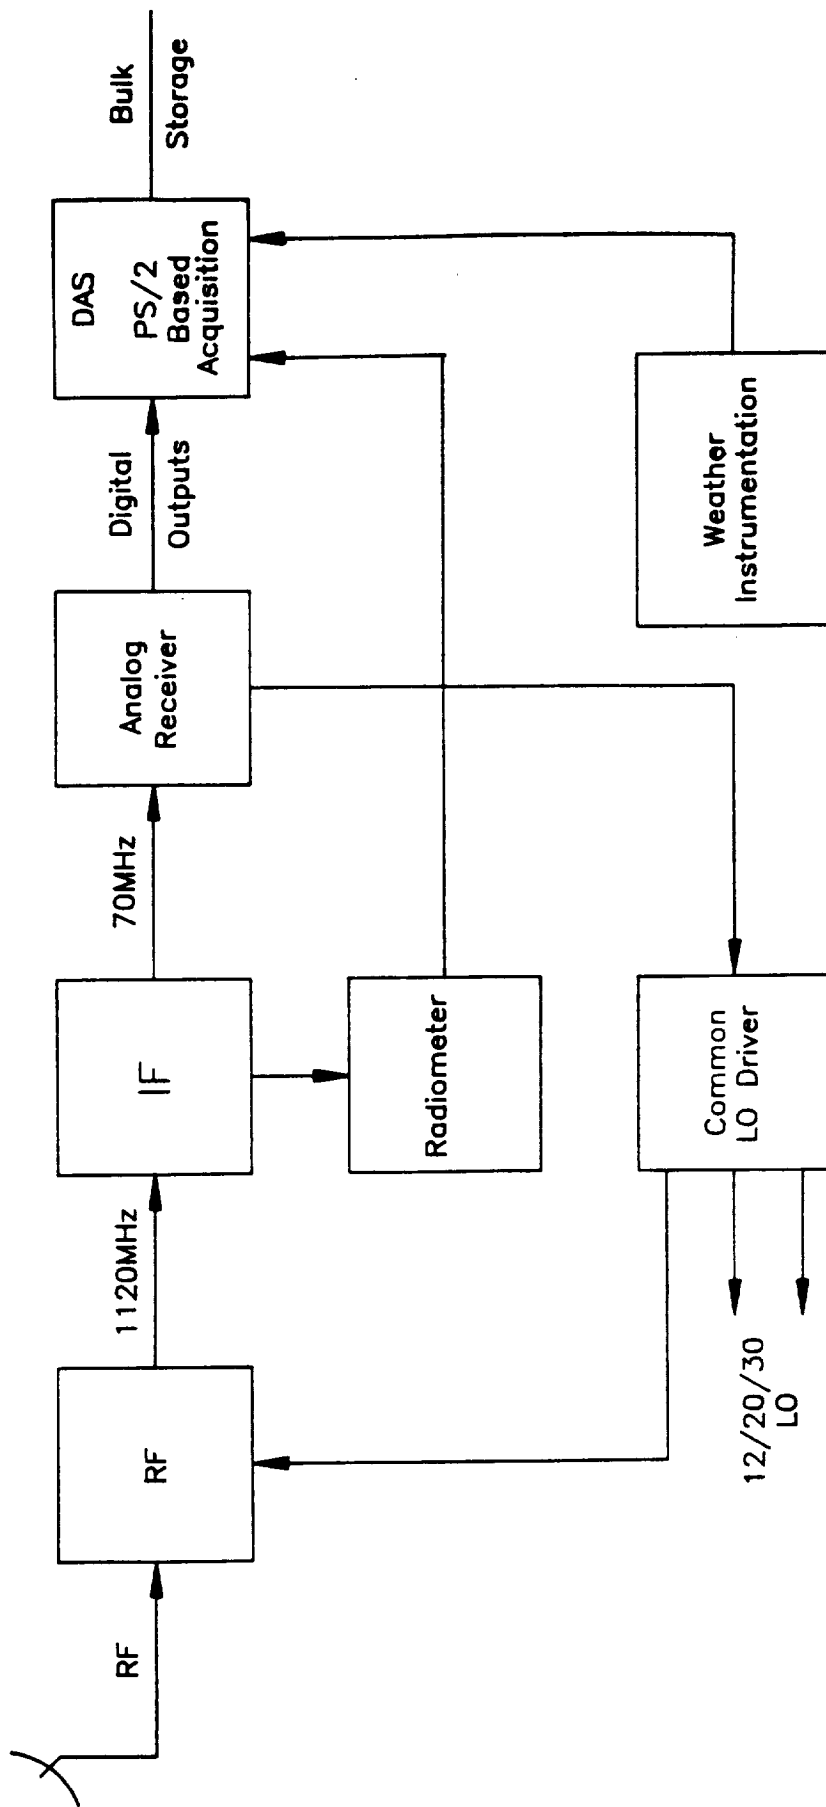 RF
RF
1120MHz
IF
70MHz
Analog
Receiver
Digital
Outputs
DAS
PS/2
Based
Acquisition
Bulk
Storage
Radiometer
12/20/30
LO
Common
LO Driver
Weather
Instrumentation